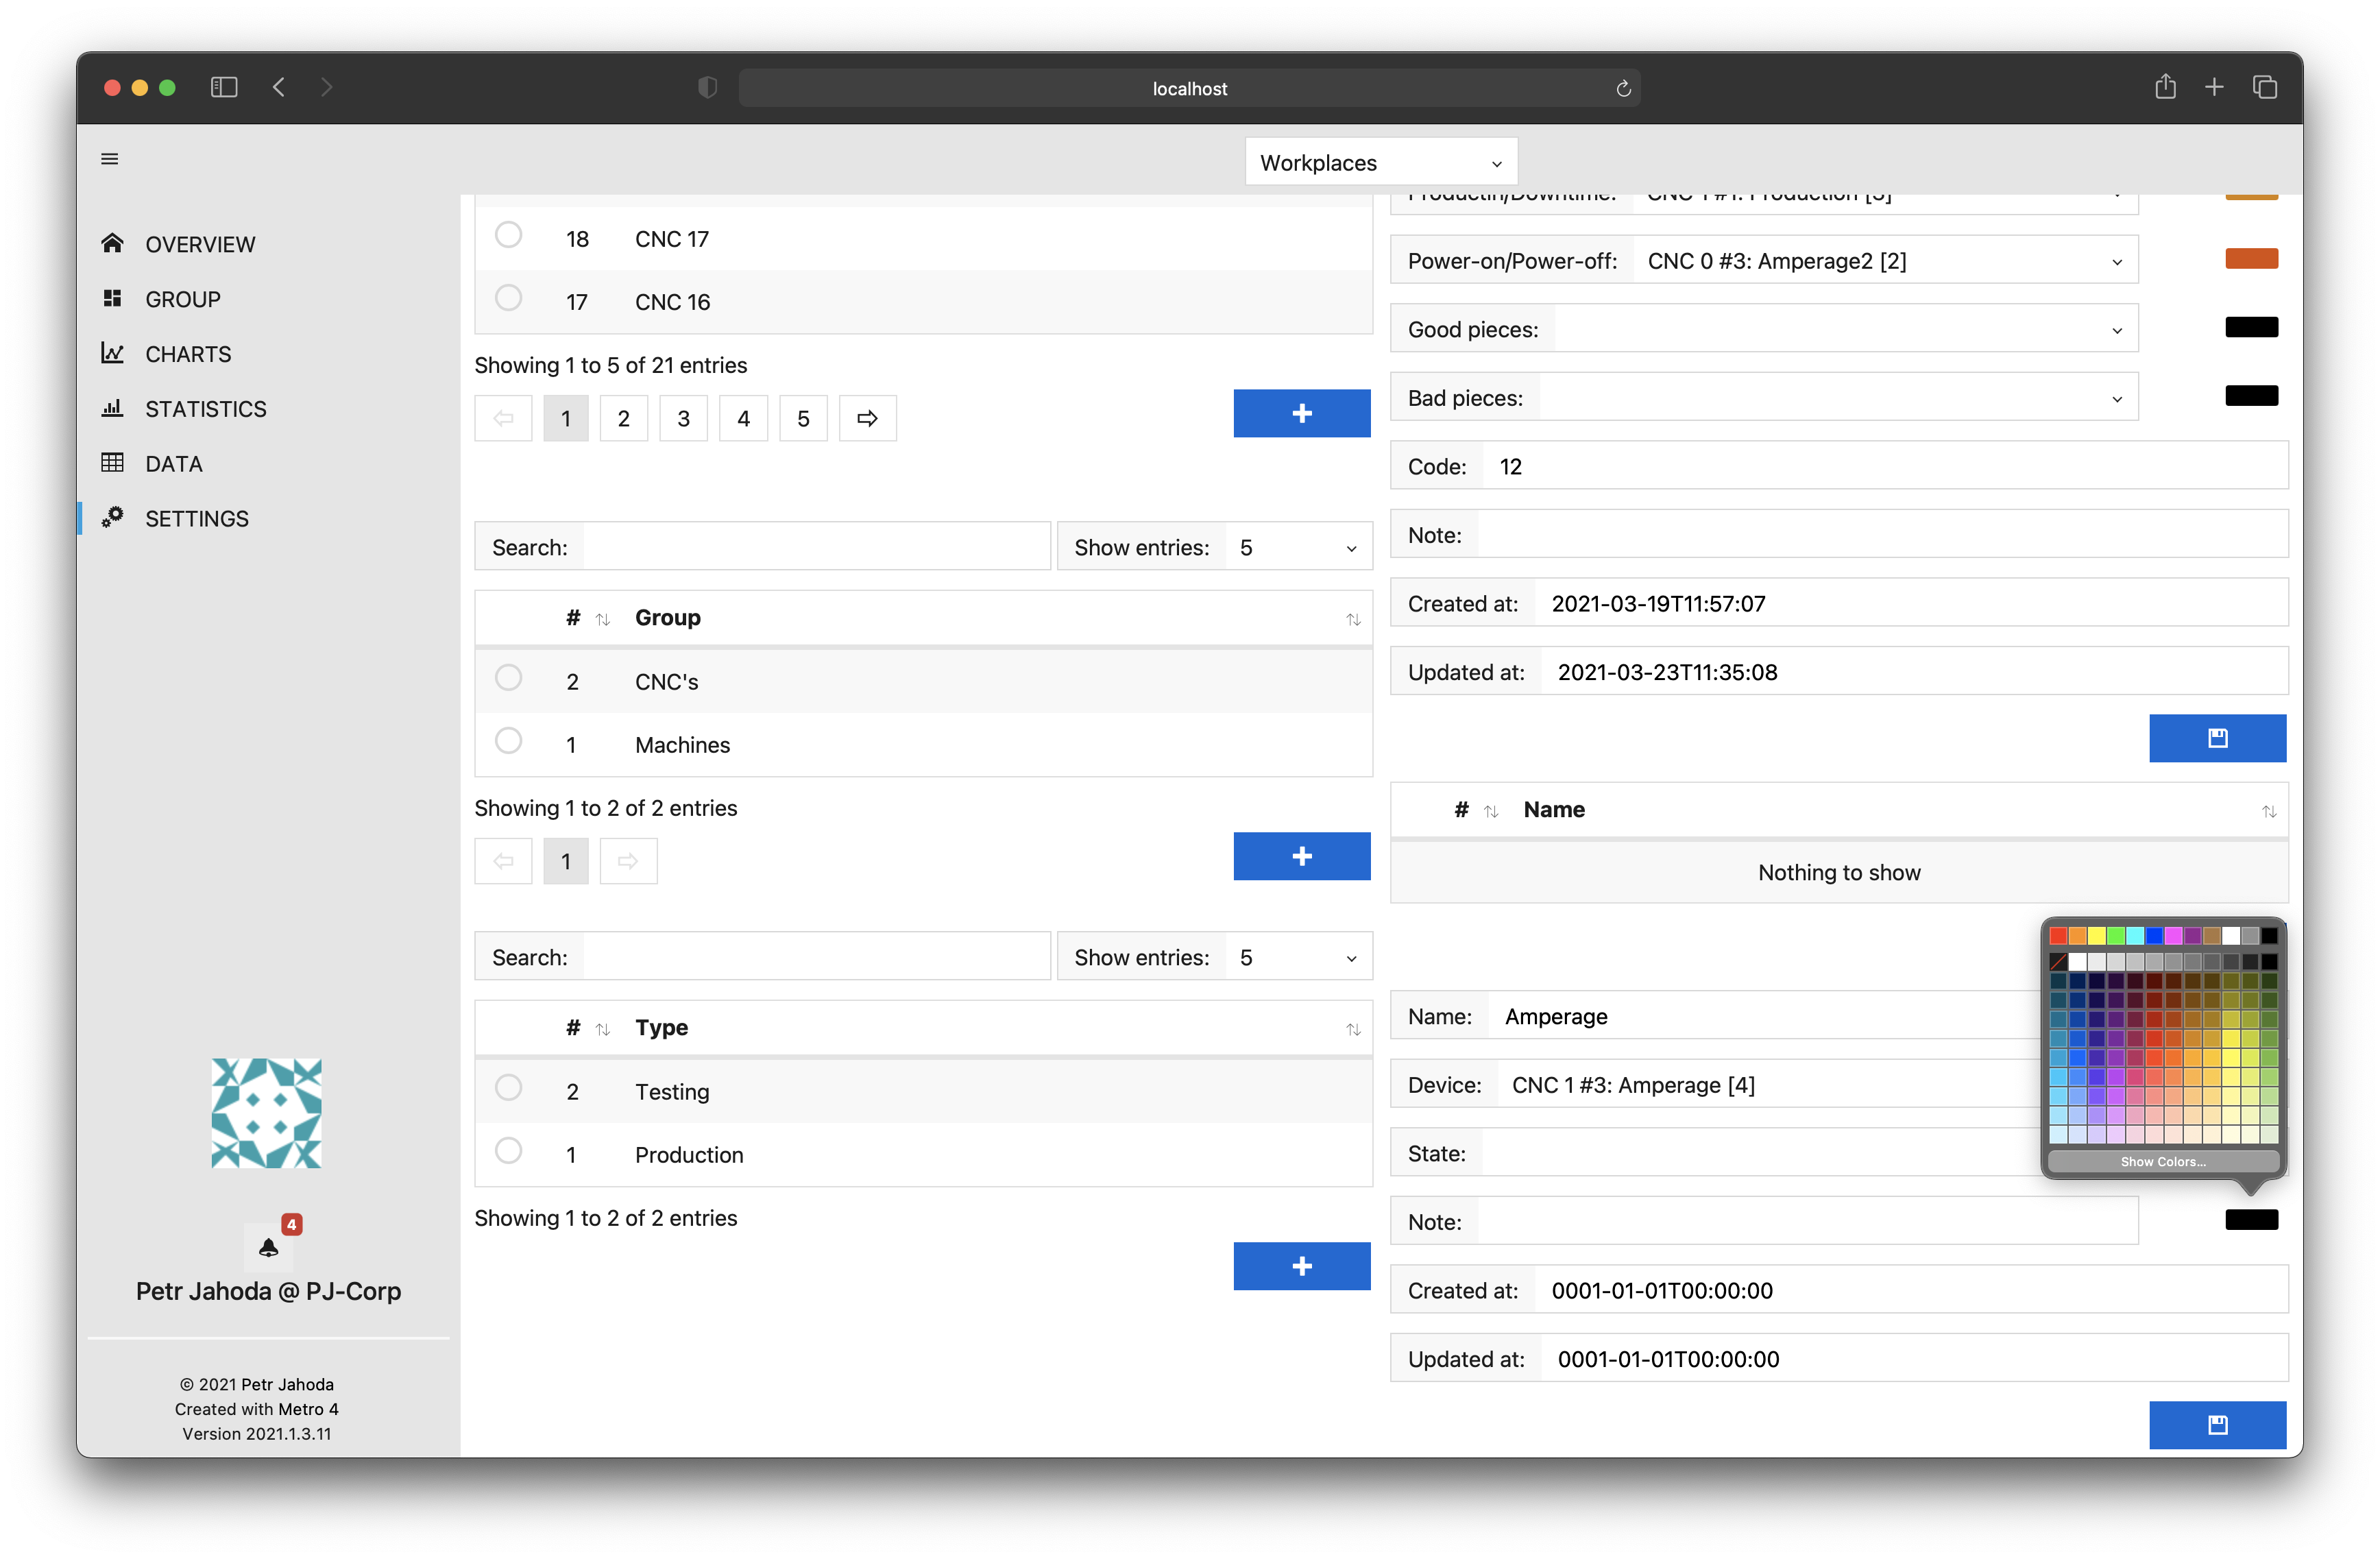 localhost
Workplaces
OVERVIEW
GROUP
CHARTS
STATISTICS
DATA
SETTINGS
4
Petr Jahoda @ PJ-Corp
© 2021 Petr Jahoda
Created with Metro 4
Version 2021.1.3.11
18 CNC 17
17 CNC 16
Showing 1 to 5 of 21 entries
1 2 3 4 5
+
Search:
Show entries: 5
# Group
2 CNC's
1 Machines
Showing 1 to 2 of 2 entries
1
+
Search:
Show entries: 5
# Type
2 Testing
1 Production
Showing 1 to 2 of 2 entries
+
Productin/Downtime: CNC 1 #1: Production [3]
Power-on/Power-off: CNC 0 #3: Amperage2 [2]
Good pieces:
Bad pieces:
Code: 12
Note:
Created at: 2021-03-19T11:57:07
Updated at: 2021-03-23T11:35:08
# Name
Nothing to show
Name: Amperage
Device: CNC 1 #3: Amperage [4]
State:
Show Colors...
Note:
Created at: 0001-01-01T00:00:00
Updated at: 0001-01-01T00:00:00